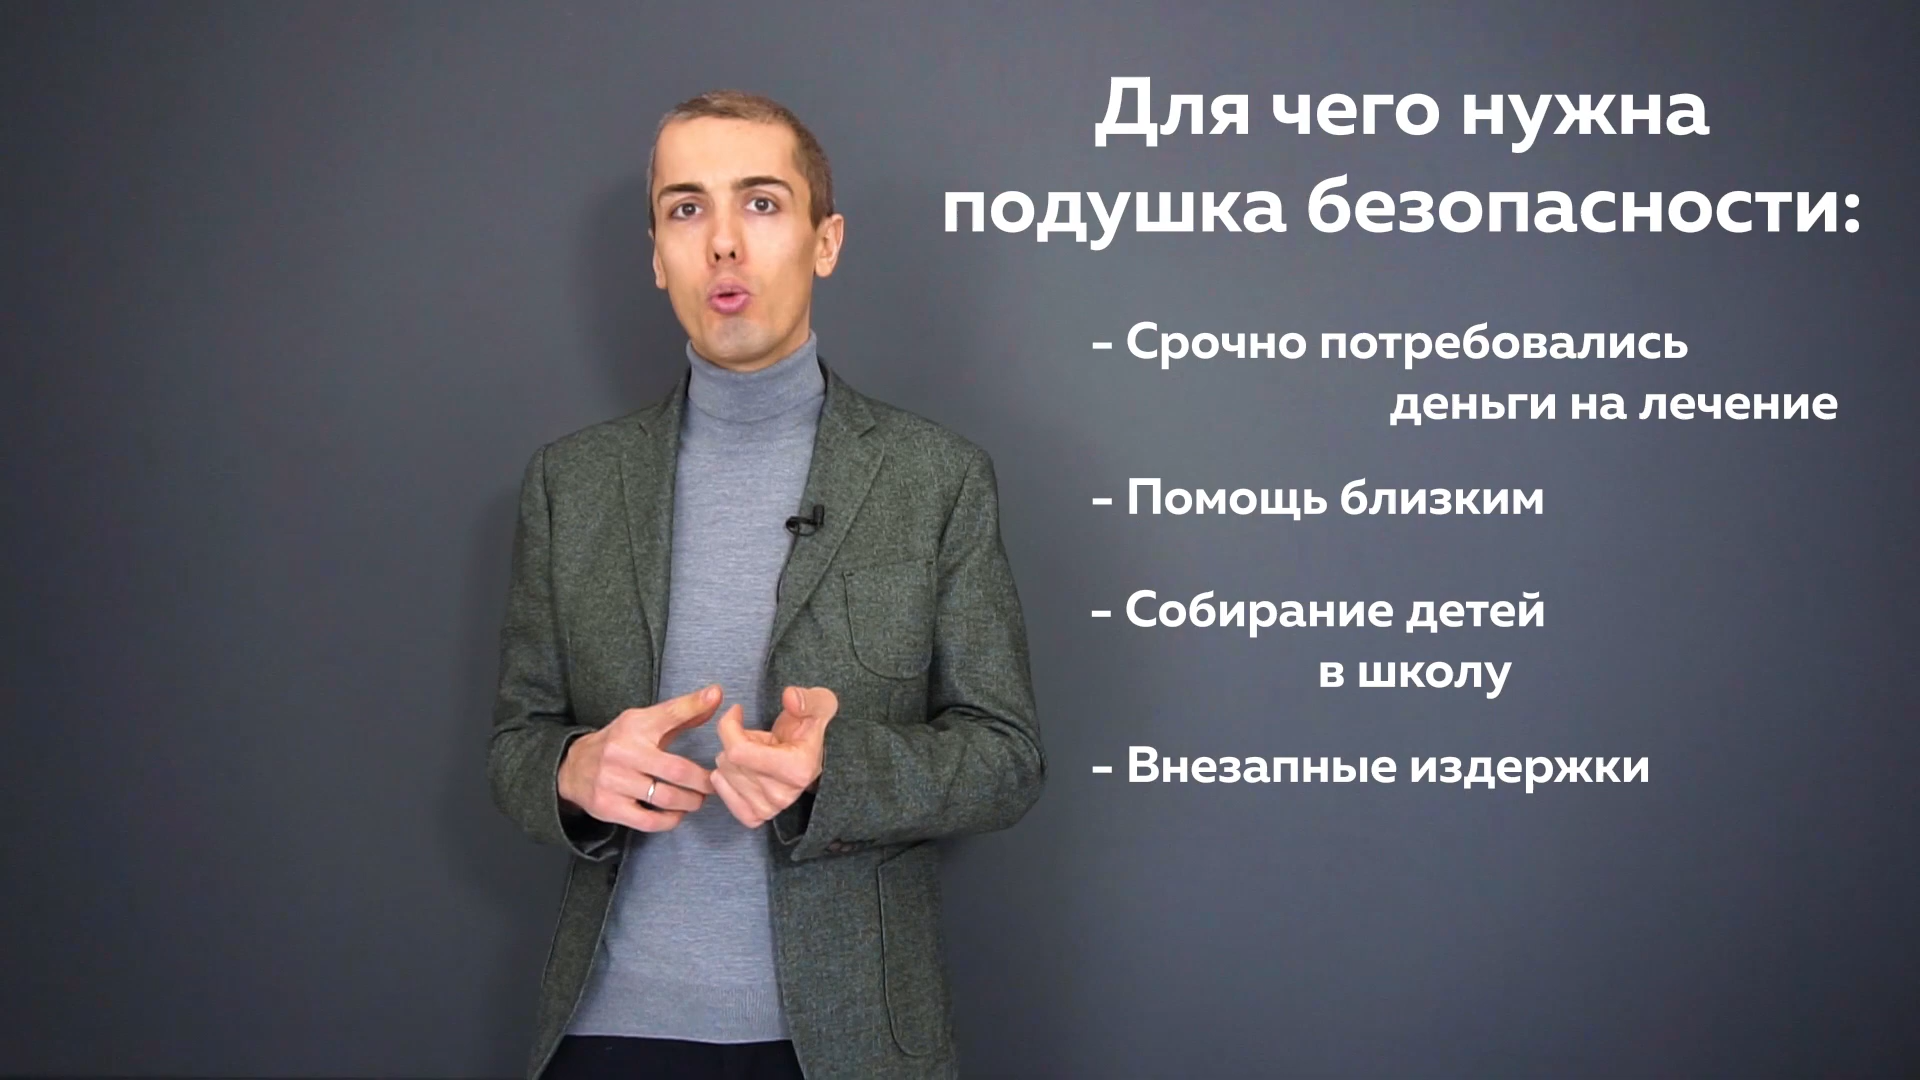 Для чего нужна
подушка безопасности:
- Срочно потребовались
деньги на лечение
- Помощь близким
- Собирание детей
в школу
- Внезапные издержки